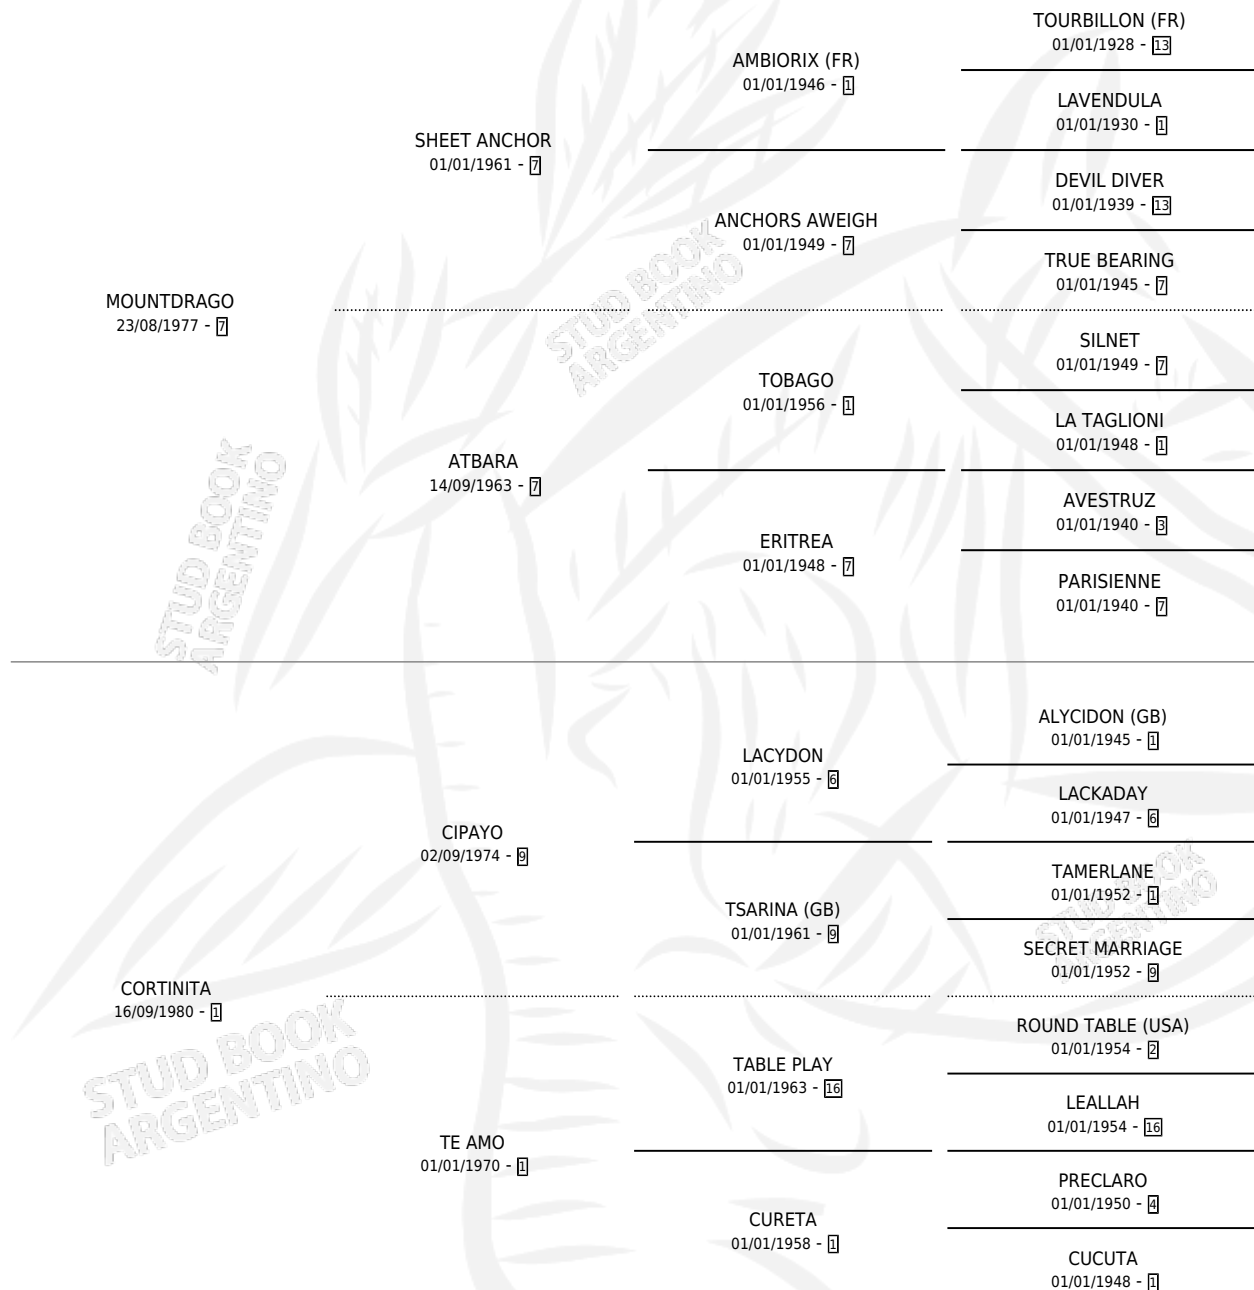 TOURBILLON (FR)
01/01/1928 - 13
AMBIORIX (FR)
01/01/1946 - 1
LAVENDULA
01/01/1930 - 1
SHEET ANCHOR
01/01/1961 - 7
DEVIL DIVER
01/01/1939 - 13
ANCHORS AWEIGH
01/01/1949 - 7
TRUE BEARING
01/01/1945 - 7
MOUNTDRAGO
23/08/1977 - 7
SILNET
01/01/1949 - 7
TOBAGO
01/01/1956 - 1
LA TAGLIONI
01/01/1948 - 1
ATBARA
14/09/1963 - 7
AVESTRUZ
01/01/1940 - 3
ERITREA
01/01/1948 - 7
PARISIENNE
01/01/1940 - 7
ALYCIDON (GB)
01/01/1945 - 1
LACYDON
01/01/1955 - 6
LACKADAY
01/01/1947 - 6
CIPAYO
02/09/1974 - 9
TAMERLANE
01/01/1952 - 1
TSARINA (GB)
01/01/1961 - 9
SECRET MARRIAGE
01/01/1952 - 9
CORTINITA
16/09/1980 - 1
ROUND TABLE (USA)
01/01/1954 - 2
TABLE PLAY
01/01/1963 - 16
LEALLAH
01/01/1954 - 16
TE AMO
01/01/1970 - 1
PRECLARO
01/01/1950 - 4
CURETA
01/01/1958 - 1
CUCUTA
01/01/1948 - 1
STUD BOOK
ARGENTINO
STUD BOOK
ARGENTINO
STUD BOOK
ARGENTINO
STUD BOOK
ARGENTINO